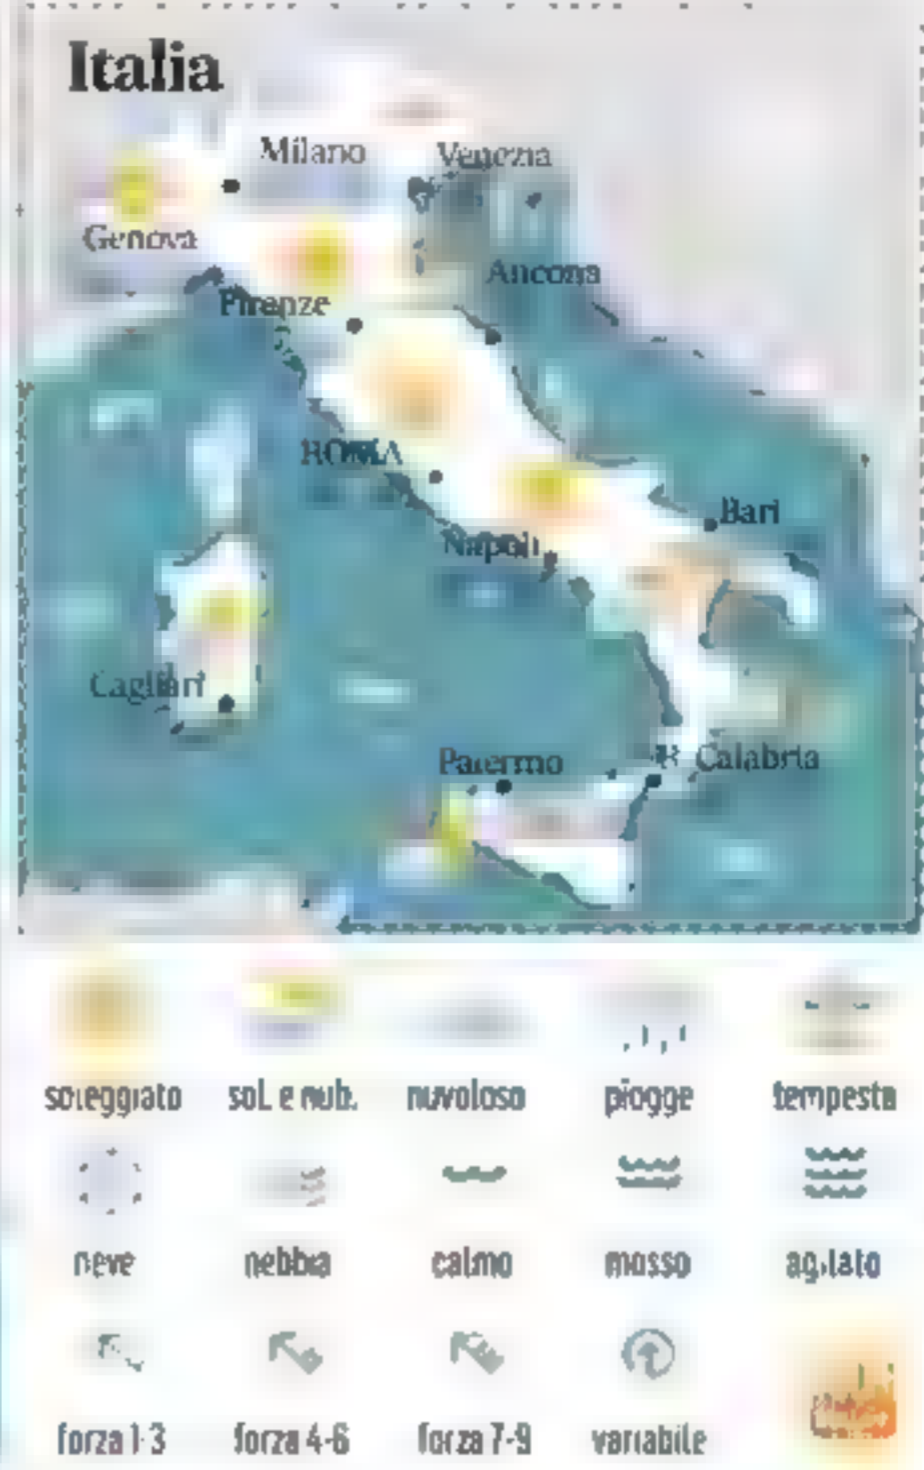 Italia
Milano
Venezia
Genova
Ancona
Firenze
ROMA
Bari
Napoli
Cagliari
Palermo
R Calabria
soleggiato sol. e nub. nuvoloso piogge tempesta
neve nebbia calmo mosso agitato
forza 1-3 forza 4-6 forza 7-9 variabile